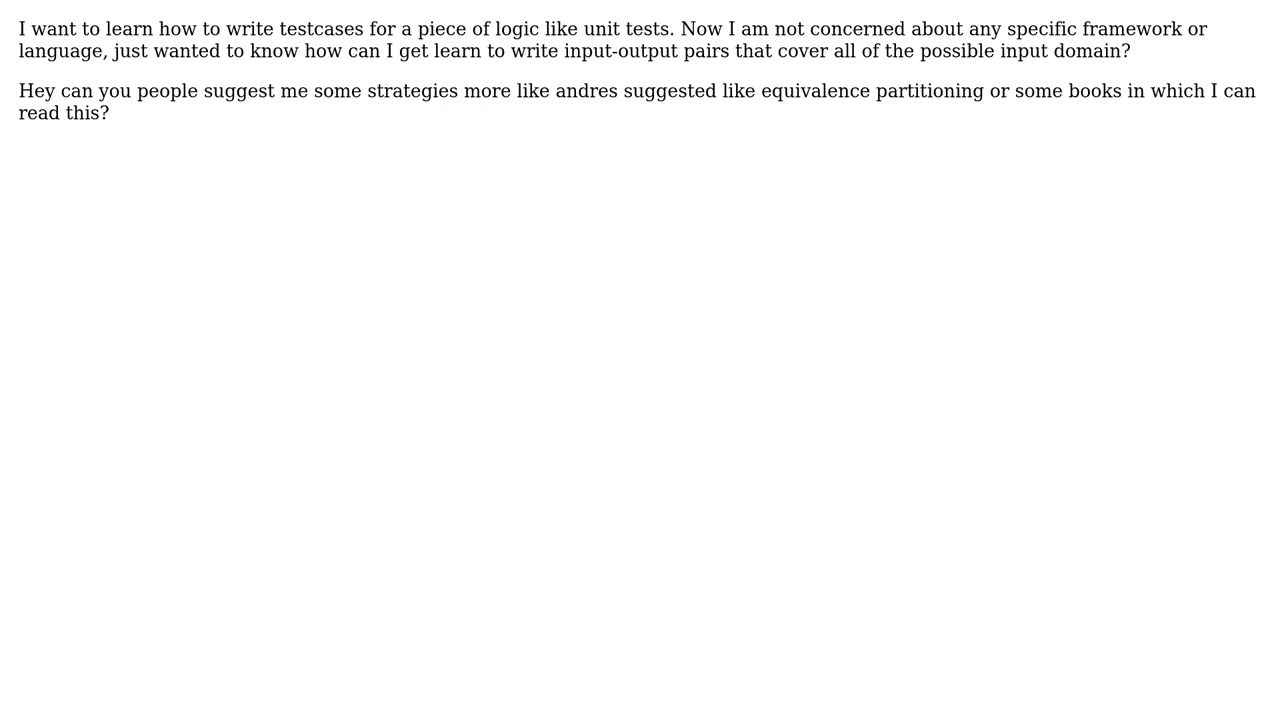 I want to learn how to write testcases for a piece of logic like unit tests. Now I am not concerned about any specific framework or
language, just wanted to know how can I get learn to write input-output pairs that cover all of the possible input domain?
Hey can you people suggest me some strategies more like andres suggested like equivalence partitioning or some books in which I can
read this?